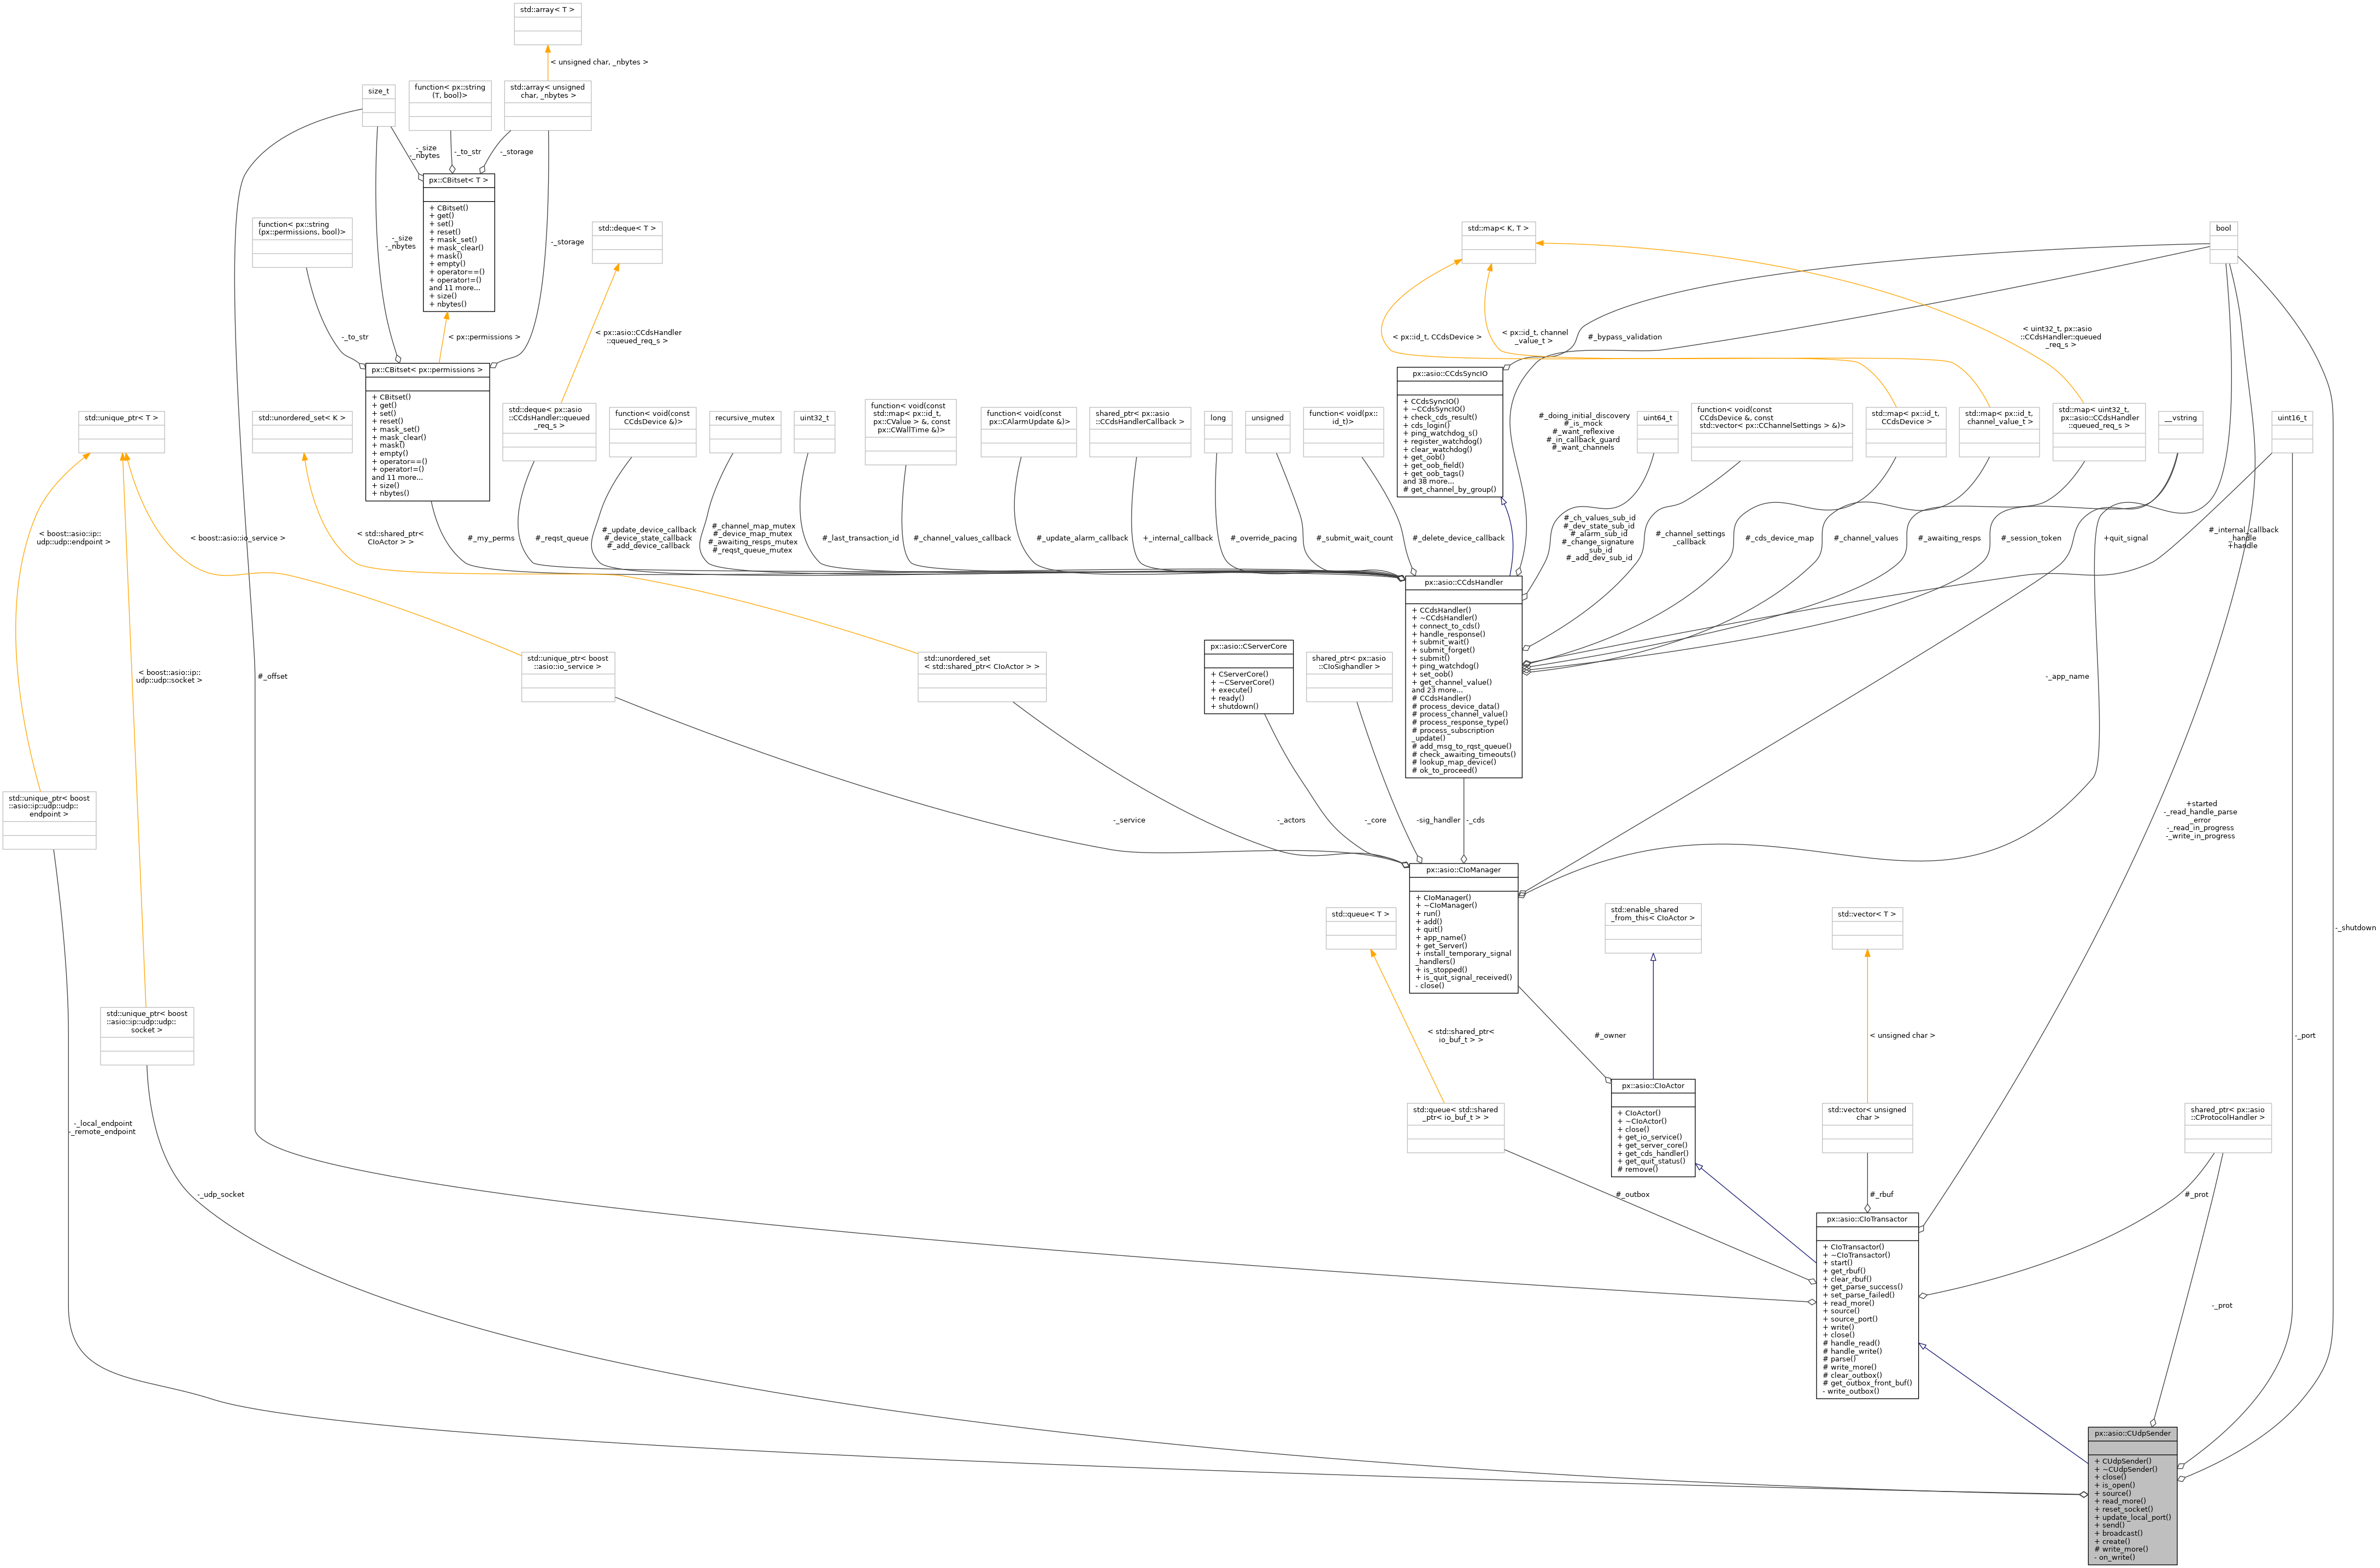 std::array< T >
< unsigned char, _nbytes >
size_t
function< px::string
(T, bool)>
std::array< unsigned
char, _nbytes >
-_size
-_nbytes
-_to_str
-_storage
px::CBitset< T >
+ CBitset()
+ get()
+ set()
+ reset()
+ mask_set()
+ mask_clear()
+ mask()
+ empty()
+ operator==()
+ operator!=()
and 11 more...
+ size()
+ nbytes()
function< px::string
(px::permissions, bool)>
-_size
-_nbytes
-_storage
std::deque< T >
std::map< K, T >
bool
-_to_str
< px::permissions >
< px::asio::CCdsHandler
::queued_req_s >
< px::id_t, CCdsDevice >
< px::id_t, channel
_value_t >
#_bypass_validation
< uint32_t, px::asio
::CCdsHandler::queued
_req_s >
px::CBitset< px::permissions >
+ CBitset()
+ get()
+ set()
+ reset()
+ mask_set()
+ mask_clear()
+ mask()
+ empty()
+ operator==()
+ operator!=()
and 11 more...
+ size()
+ nbytes()
px::asio::CCdsSyncIO
+ CCdsSyncIO()
+ ~CCdsSyncIO()
+ check_cds_result()
+ cds_login()
+ ping_watchdog_s()
+ register_watchdog()
+ clear_watchdog()
+ get_oob()
+ get_oob_field()
+ get_oob_tags()
and 38 more...
# get_channel_by_group()
std::unique_ptr< T >
std::unordered_set< K >
std::deque< px::asio
::CCdsHandler::queued
_req_s >
function< void(const
CCdsDevice &)>
recursive_mutex
uint32_t
function< void(const
std::map< px::id_t,
px::CValue > &, const
px::CWallTime &)>
function< void(const
px::CAlarmUpdate &)>
shared_ptr< px::asio
::CCdsHandlerCallback >
long
unsigned
function< void(px::
id_t)>
#_doing_initial_discovery
#_is_mock
#_want_reflexive
#_in_callback_guard
#_want_channels
uint64_t
function< void(const
CCdsDevice &, const
std::vector< px::CChannelSettings > &)>
std::map< px::id_t,
CCdsDevice >
std::map< px::id_t,
channel_value_t >
std::map< uint32_t,
px::asio::CCdsHandler
::queued_req_s >
__vstring
uint16_t
< boost::asio::ip::
udp::udp::endpoint >
< boost::asio::io_service >
< std::shared_ptr<
CIoActor > >
#_my_perms
#_reqst_queue
#_update_device_callback
#_device_state_callback
#_add_device_callback
#_channel_map_mutex
#_device_map_mutex
#_awaiting_resps_mutex
#_reqst_queue_mutex
#_last_transaction_id
#_channel_values_callback
#_update_alarm_callback
+_internal_callback
#_override_pacing
#_submit_wait_count
#_delete_device_callback
#_ch_values_sub_id
#_dev_state_sub_id
#_alarm_sub_id
#_change_signature
_sub_id
#_add_dev_sub_id
#_channel_settings
_callback
#_cds_device_map
#_channel_values
#_awaiting_resps
#_session_token
+quit_signal
#_internal_callback
_handle
+handle
px::asio::CCdsHandler
+ CCdsHandler()
+ ~CCdsHandler()
+ connect_to_cds()
+ handle_response()
+ submit_wait()
+ submit_forget()
+ submit()
+ ping_watchdog()
+ set_oob()
+ get_channel_value()
and 23 more...
# CCdsHandler()
# process_device_data()
# process_channel_value()
# process_response_type()
# process_subscription
_update()
# add_msg_to_rqst_queue()
# check_awaiting_timeouts()
# lookup_map_device()
# ok_to_proceed()
< boost::asio::ip::
udp::udp::socket >
#_offset
std::unique_ptr< boost
::asio::io_service >
std::unordered_set
< std::shared_ptr< CIoActor > >
px::asio::CServerCore
+ CServerCore()
+ ~CServerCore()
+ execute()
+ ready()
+ shutdown()
shared_ptr< px::asio
::CIoSighandler >
-_app_name
std::unique_ptr< boost
::asio::ip::udp::udp::
endpoint >
-_service
-_actors
-_core
-sig_handler
-_cds
+started
-_read_handle_parse
_error
-_read_in_progress
-_write_in_progress
px::asio::CIoManager
+ CIoManager()
+ ~CIoManager()
+ run()
+ add()
+ quit()
+ app_name()
+ get_Server()
+ install_temporary_signal
_handlers()
+ is_stopped()
+ is_quit_signal_received()
- close()
std::queue< T >
std::enable_shared
_from_this< CIoActor >
std::vector< T >
-_shutdown
std::unique_ptr< boost
::asio::ip::udp::udp::
socket >
< std::shared_ptr<
io_buf_t > >
#_owner
< unsigned char >
-_port
-_local_endpoint
-_remote_endpoint
std::queue< std::shared
_ptr< io_buf_t > >
px::asio::CIoActor
+ CIoActor()
+ ~CIoActor()
+ close()
+ get_io_service()
+ get_server_core()
+ get_cds_handler()
+ get_quit_status()
# remove()
std::vector< unsigned
char >
shared_ptr< px::asio
::CProtocolHandler >
-_udp_socket
#_outbox
#_rbuf
#_prot
px::asio::CIoTransactor
+ CIoTransactor()
+ ~CIoTransactor()
+ start()
+ get_rbuf()
+ clear_rbuf()
+ get_parse_success()
+ set_parse_failed()
+ read_more()
+ source()
+ source_port()
+ write()
+ close()
# handle_read()
# handle_write()
# parse()
# write_more()
# clear_outbox()
# get_outbox_front_buf()
- write_outbox()
-_prot
px::asio::CUdpSender
+ CUdpSender()
+ ~CUdpSender()
+ close()
+ is_open()
+ source()
+ read_more()
+ reset_socket()
+ update_local_port()
+ send()
+ broadcast()
+ create()
# write_more()
- on_write()